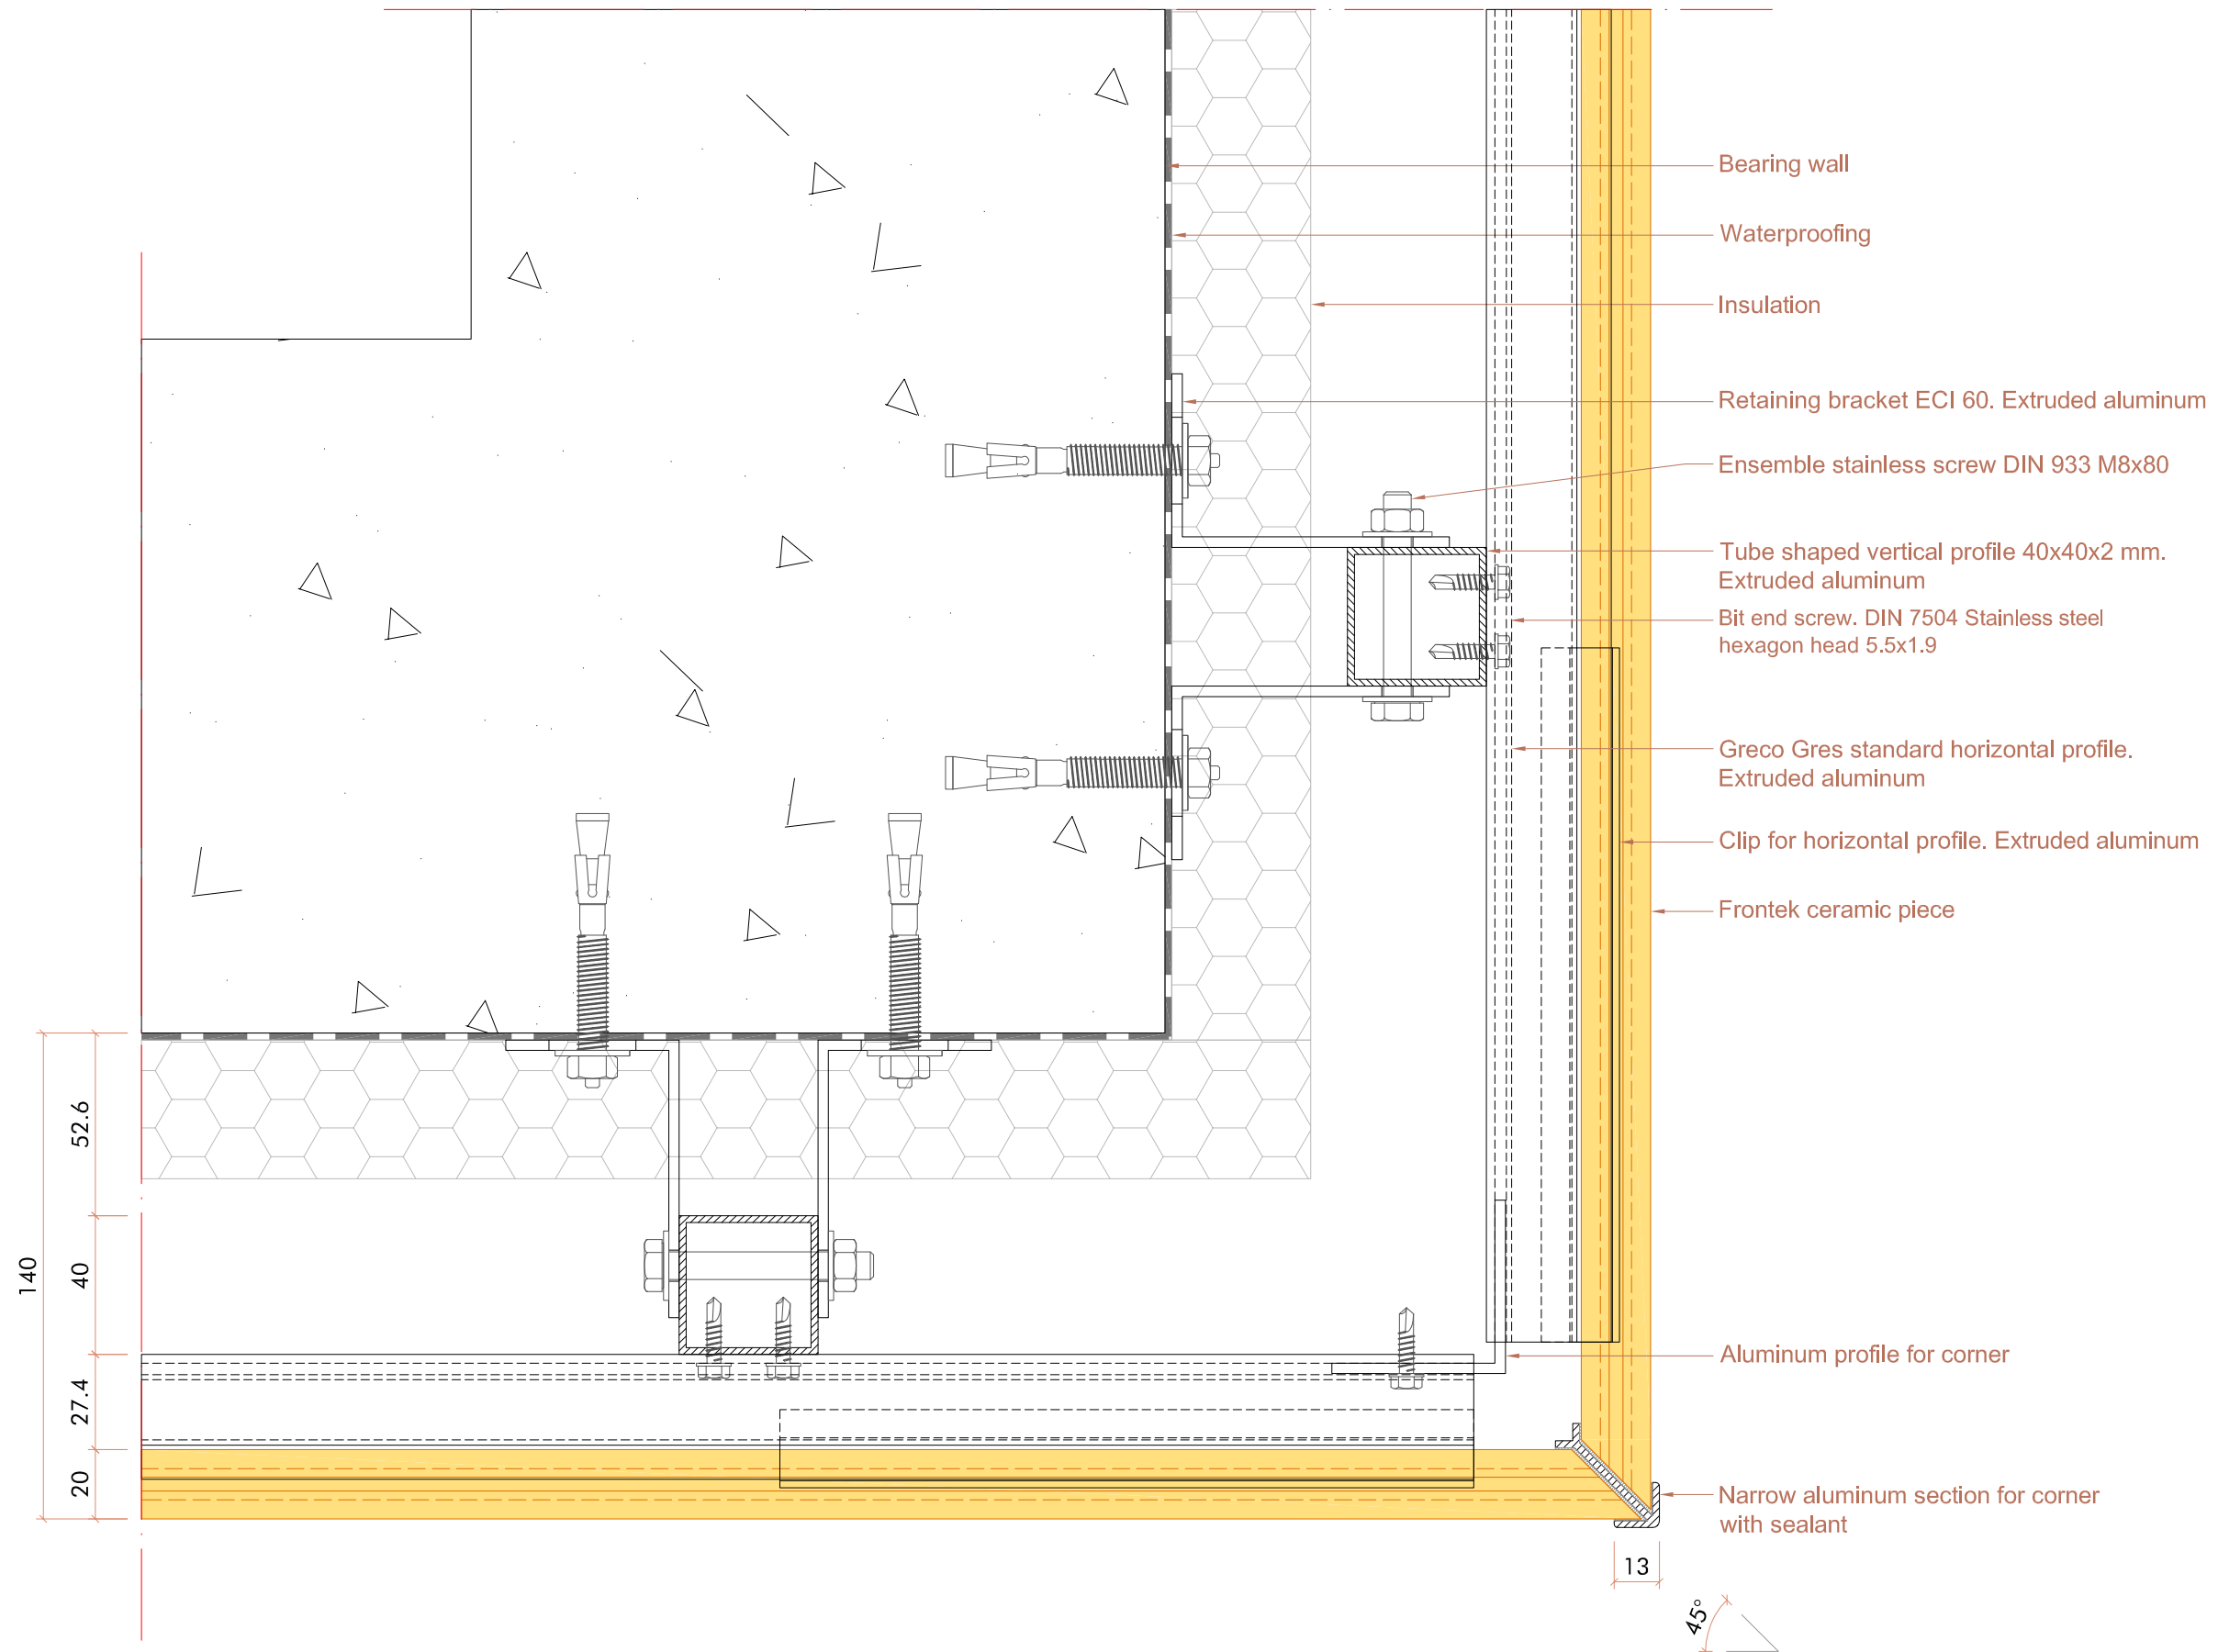 Bearing wall
Waterproofing
Insulation
Retaining bracket ECI 60. Extruded aluminum
Ensemble stainless screw DIN 933 M8x80
Tube shaped vertical profile 40x40x2 mm.
Extruded aluminum
Bit end screw. DIN 7504 Stainless steel
hexagon head 5.5x1.9
Greco Gres standard horizontal profile.
Extruded aluminum
Clip for horizontal profile. Extruded aluminum
Frontek ceramic piece
Aluminum profile for corner
Narrow aluminum section for corner
with sealant
140
52.6
40
27.4
20
13
45°